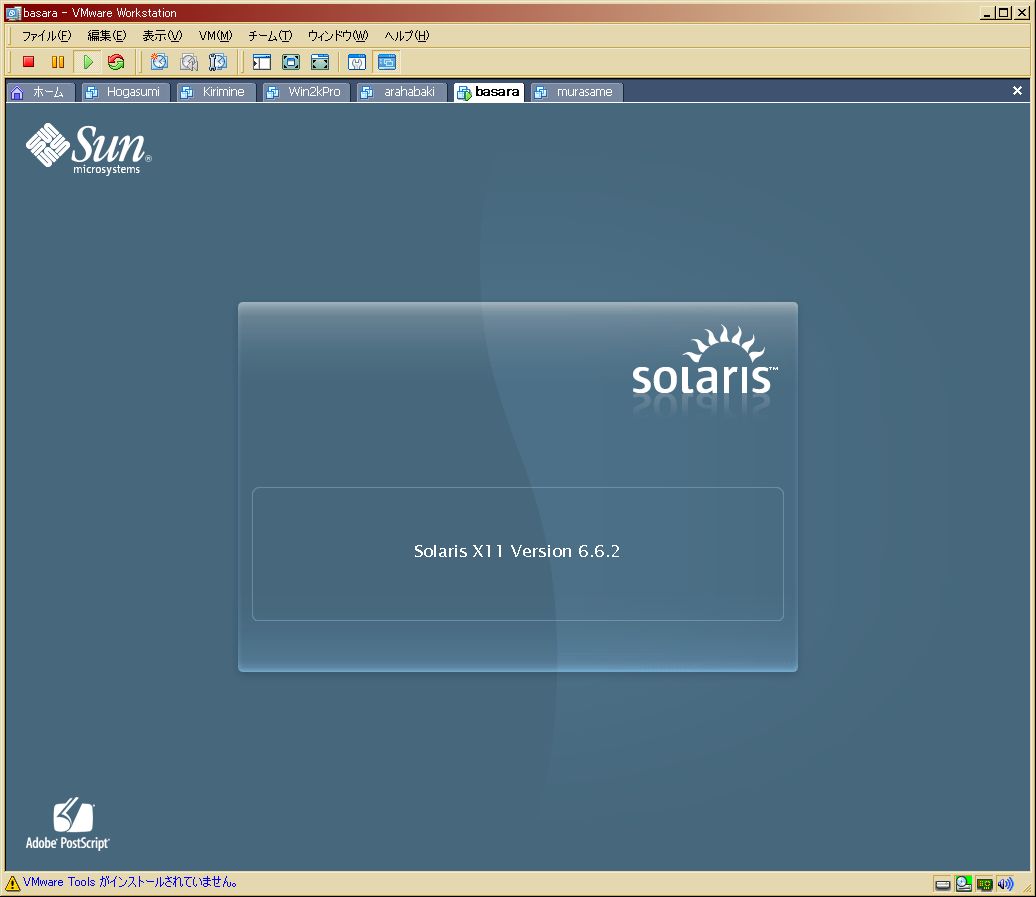 basara - VMware Workstation
ファイル(F) 編集(E) 表示(V) VM(M) チーム(T) ウィンドウ(W) ヘルプ(H)
ホーム Hogasumi Kirimine Win2kPro arahabaki basara murasame
Sun®
microsystems
solaris™
Solaris X11 Version 6.6.2
Adobe® PostScript®
VMware Tools がインストールされていません。